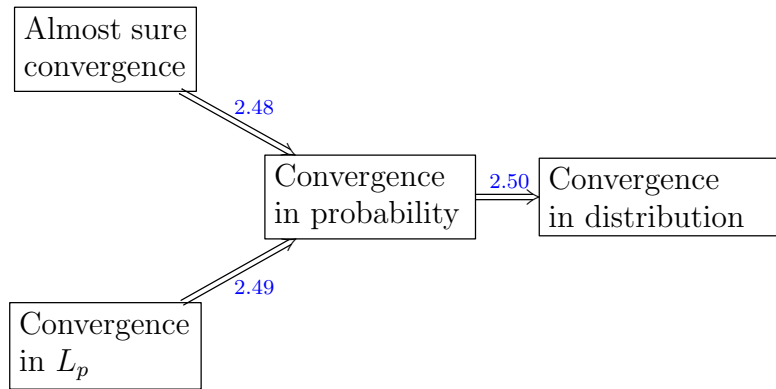 Almost sure
convergence
2.48
Convergence
in probability
2.50
Convergence
in distribution
2.49
Convergence
in $L_p$